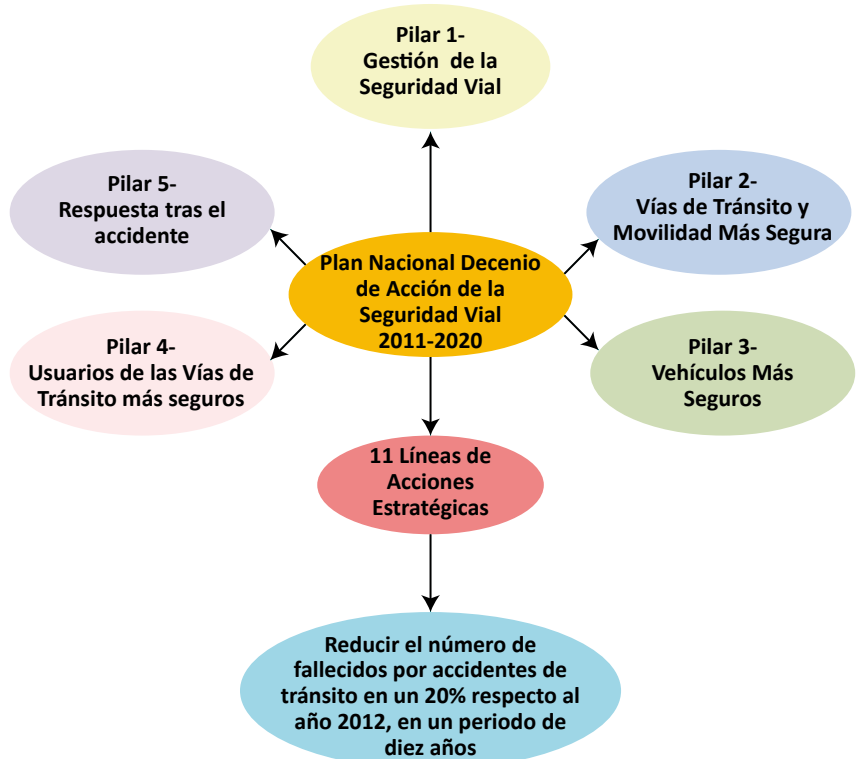 Pilar 1-
Gestión de la
Seguridad Vial
Pilar 5-
Respuesta tras el
accidente
Pilar 2-
Vías de Tránsito y
Movilidad Más Segura
Plan Nacional Decenio
de Acción de la
Seguridad Vial
2011-2020
Pilar 4-
Usuarios de las Vías de
Tránsito más seguros
Pilar 3-
Vehículos Más
Seguros
11 Líneas de
Acciones
Estratégicas
Reducir el número de
fallecidos por accidentes de
tránsito en un 20% respecto al
año 2012, en un periodo de
diez años